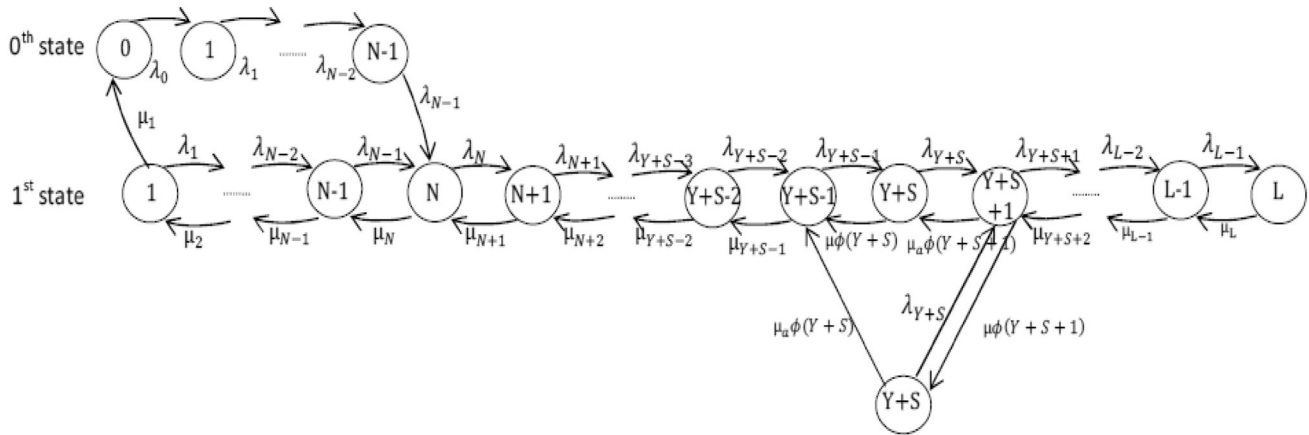 0th state 0 1 ........ N-1
λ0 λ1 λN−2
λN-1
μ1
λ1 λN−2 λN−1 λN λN+1 λY+S-3 λY+S-2 λY+S-1 λY+S λY+S+1 λL-2 λL-1
1st state 1 ........ N-1 N N+1 ........ Y+S-2 Y+S-1 Y+S Y+S +1 ........ L-1 L
μ2 μN−1 μN μN+1 μN+2 μY+S−2 μY+S−1 μϕ(Y+S) μaϕ(Y+S+1) μY+S+2 μL-1 μL
λY+S
μaϕ(Y+S) μϕ(Y+S+1)
Y+S